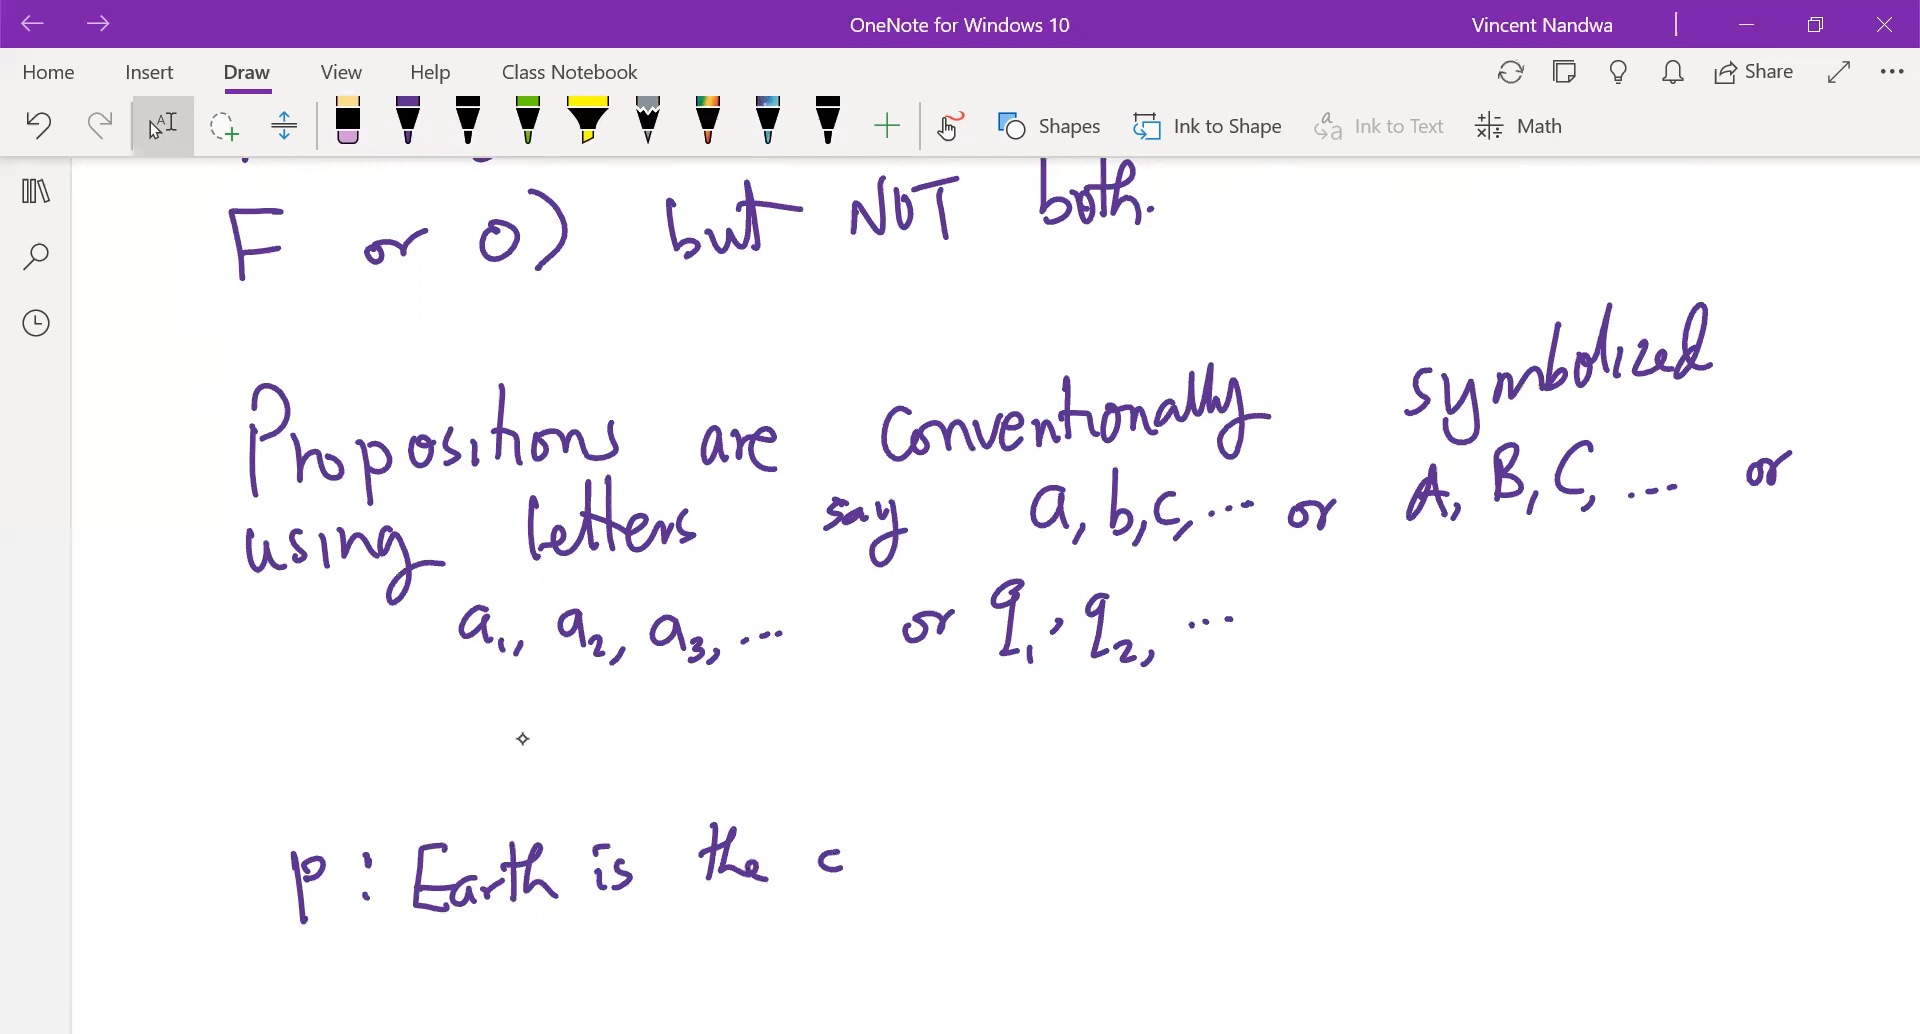 OneNote for Windows 10
Vincent Nandwa
Home Insert Draw View Help Class Notebook Share
Shapes Ink to Shape Ink to Text Math
F or 0) but NOT both.
Propositions are conventionally symbolized
using letters say a, b, c, ... or A, B, C, ... or
a₁, a₂, a₃, ... or q₁, q₂, ...
p : Earth is the c